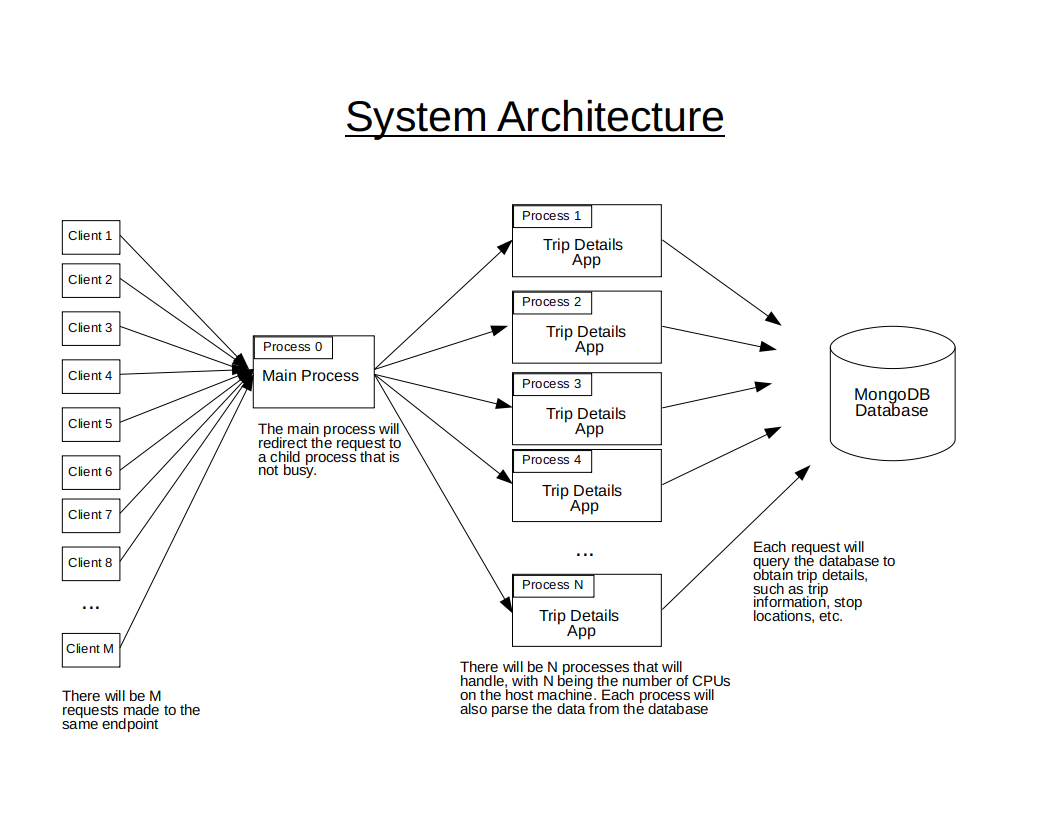 System Architecture
Client 1
Client 2
Client 3
Client 4
Client 5
Client 6
Client 7
Client 8
...
Client M
There will be M
requests made to the
same endpoint
Process 0
Main Process
The main process will
redirect the request to
a child process that is
not busy.
Process 1
Trip Details
App
Process 2
Trip Details
App
Process 3
Trip Details
App
Process 4
Trip Details
App
...
Process N
Trip Details
App
There will be N processes that will
handle, with N being the number of CPUs
on the host machine. Each process will
also parse the data from the database
MongoDB
Database
Each request will
query the database to
obtain trip details,
such as trip
information, stop
locations, etc.